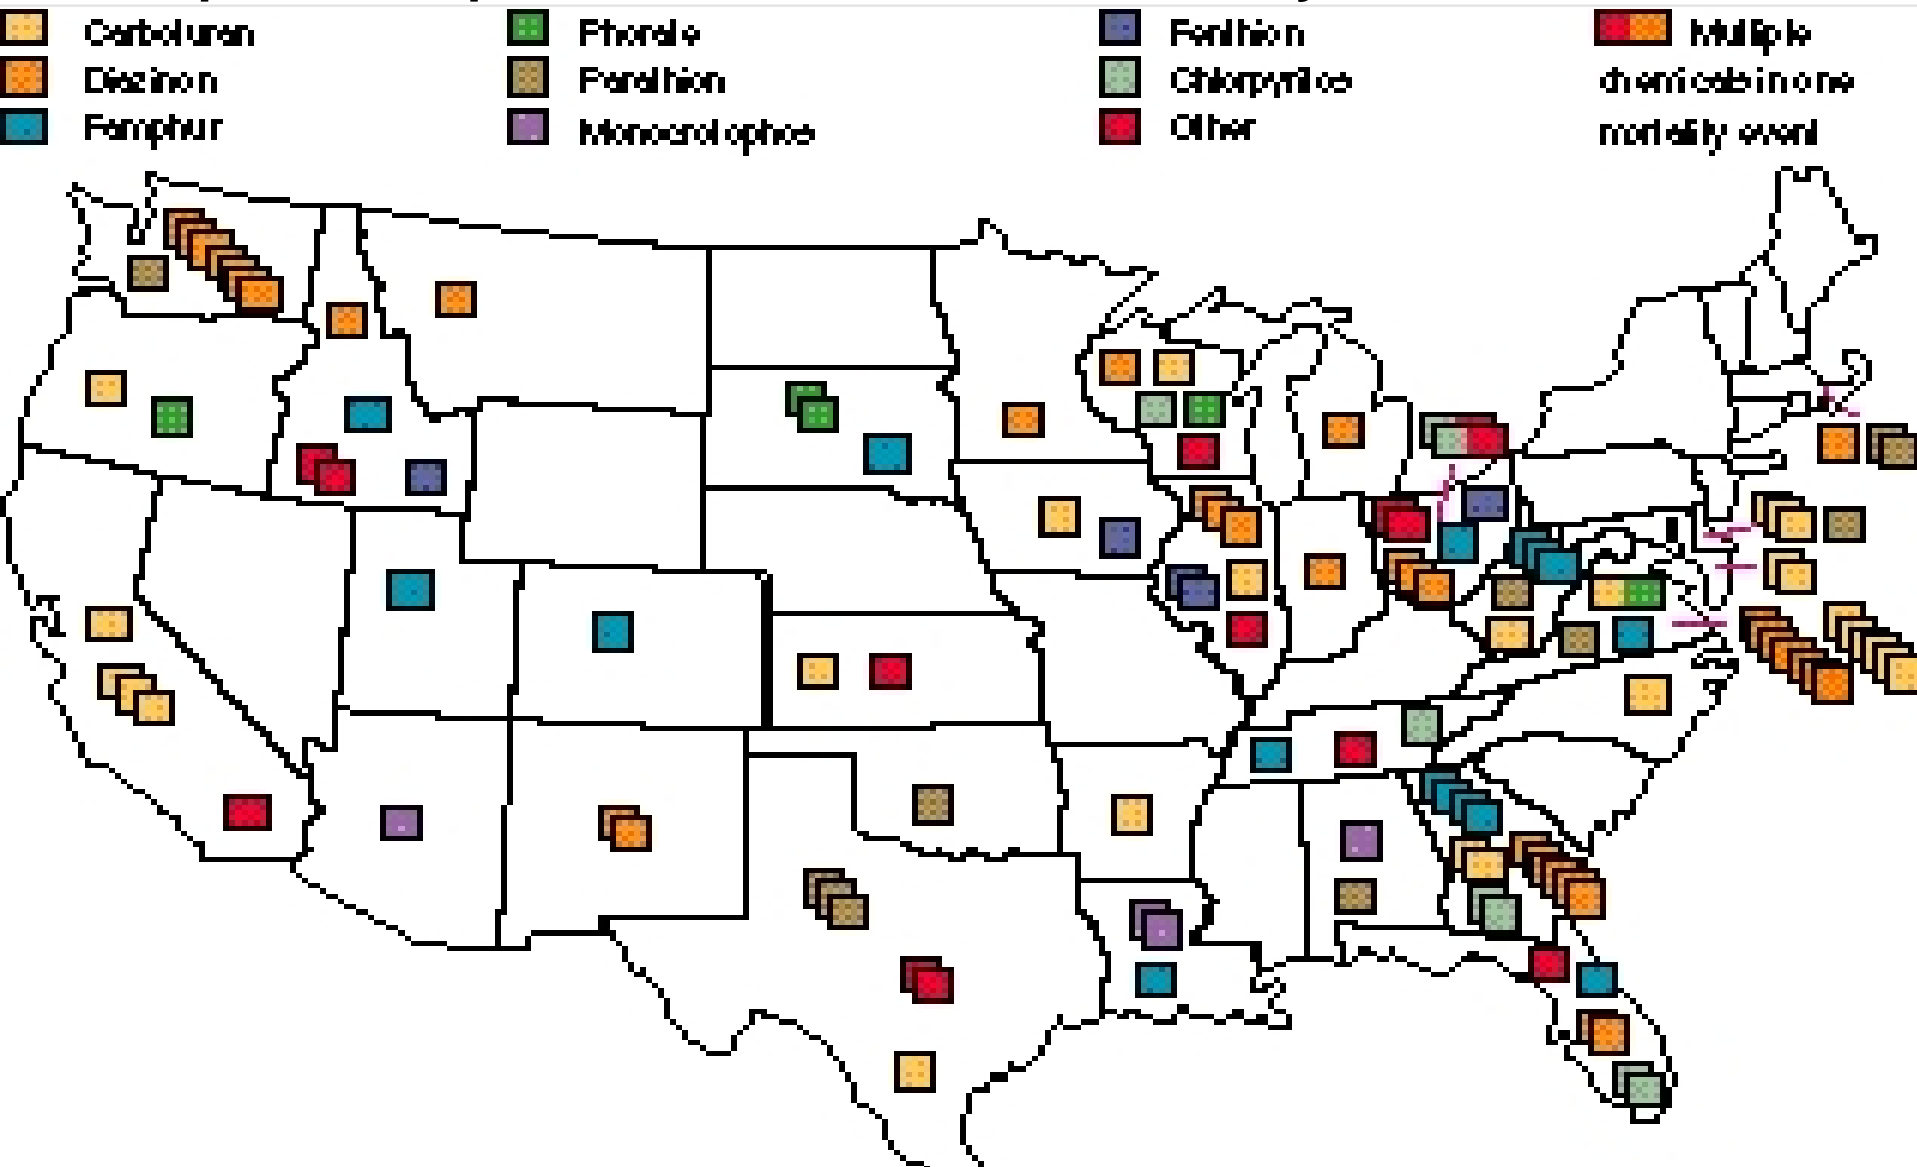 Carbofuran
Diazinon
Famphur
Phorate
Parathion
Monocrotophos
Fenthion
Chlorpyrifos
Other
Multiple
chemicals in one
mortality event